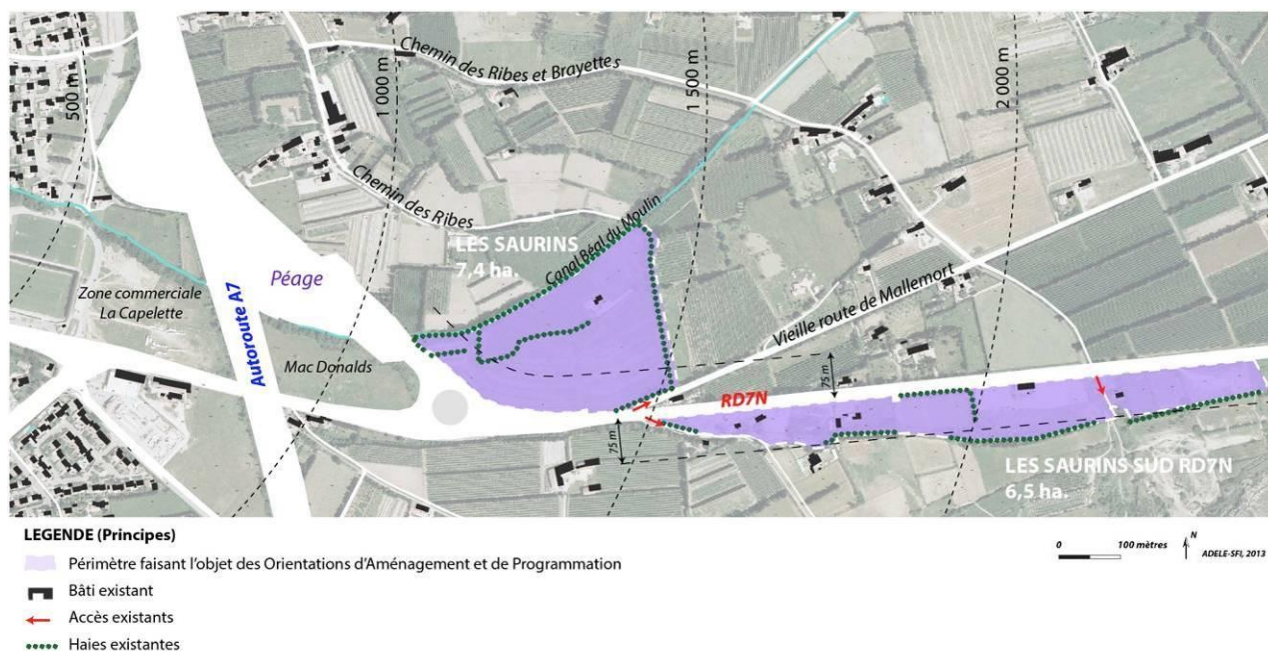 500 m
1 000 m
1 500 m
2 000 m
Chemin des Ribes et Brayettes
Chemin des Ribes
LES SAURINS
7,4 ha.
Canal Béal du Moulin
Péage
Zone commerciale
La Capelette
Autoroute A7
Mac Donalds
Vieille route de Mallemort
75 m
RD7N
75 m
LES SAURINS SUD RD7N
6,5 ha.
LEGENDE (Principes)
Périmètre faisant l'objet des Orientations d'Aménagement et de Programmation
Bâti existant
Accès existants
Haies existantes
0 100 mètres
N
ADELE-SFI, 2013